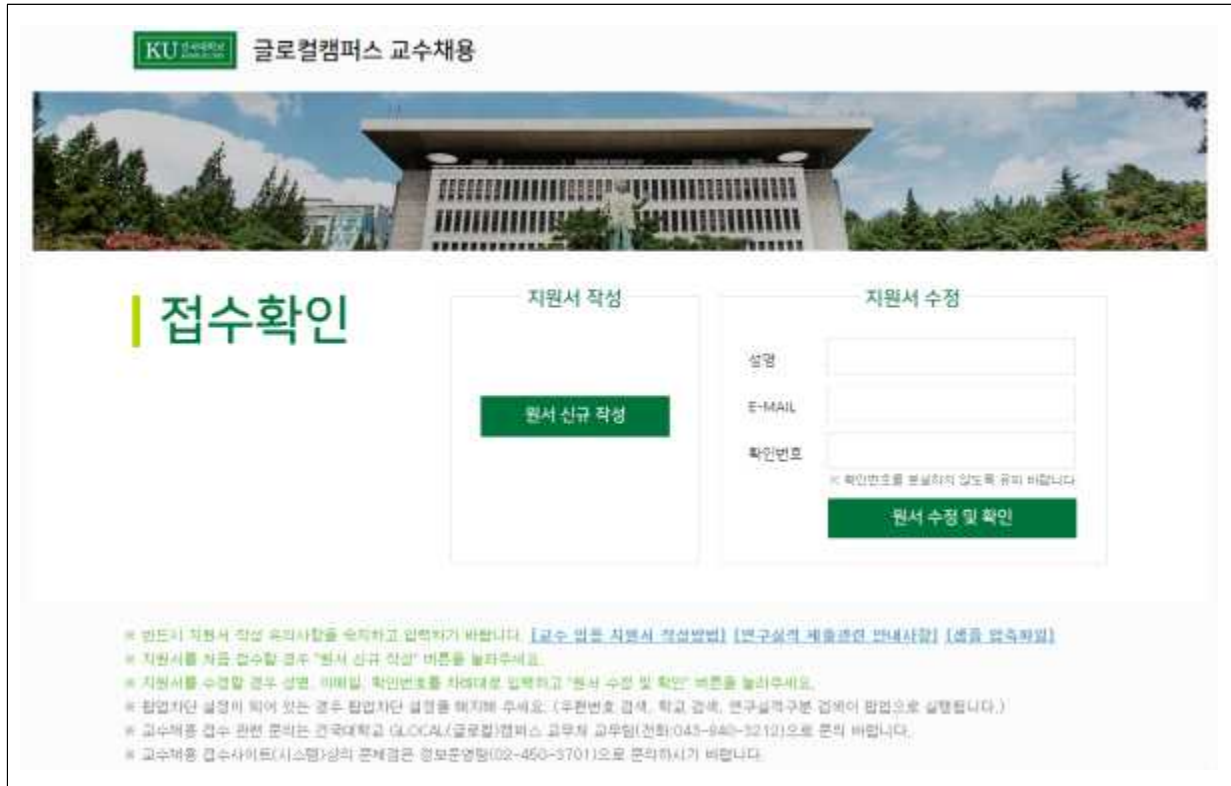 KU 건국대학교 글로컬캠퍼스 교수채용
접수확인
지원서 작성
원서 신규 작성
지원서 수정
성명
E-MAIL
확인번호
※ 확인번호를 분실하지 않도록 유의 바랍니다
원서 수정 및 확인
※ 반드시 지원서 작성 유의사항을 숙지하고 입력하기 바랍니다. [교수 임용 지원서 작성방법] [연구실적 제출관련 안내사항] [샘플 압축파일]
※ 지원서를 처음 접수할 경우 "원서 신규 작성" 버튼을 눌러주세요.
※ 지원서를 수정할 경우 성명, 이메일, 확인번호를 차례대로 입력하고 "원서 수정 및 확인" 버튼을 눌러주세요.
※ 팝업차단 설정이 되어 있는 경우 팝업차단 설정을 해지해 주세요. (우편번호 검색, 학교 검색, 연구실적구분 검색이 팝업으로 실행됩니다.)
※ 교수채용 접수 관련 문의는 건국대학교 GLOCAL(글로컬)캠퍼스 교무처 교무팀(전화:043-840-3212)으로 문의 바랍니다.
※ 교수채용 접수사이트(시스템)상의 문제점은 정보운영팀(02-450-3701)으로 문의하시기 바랍니다.